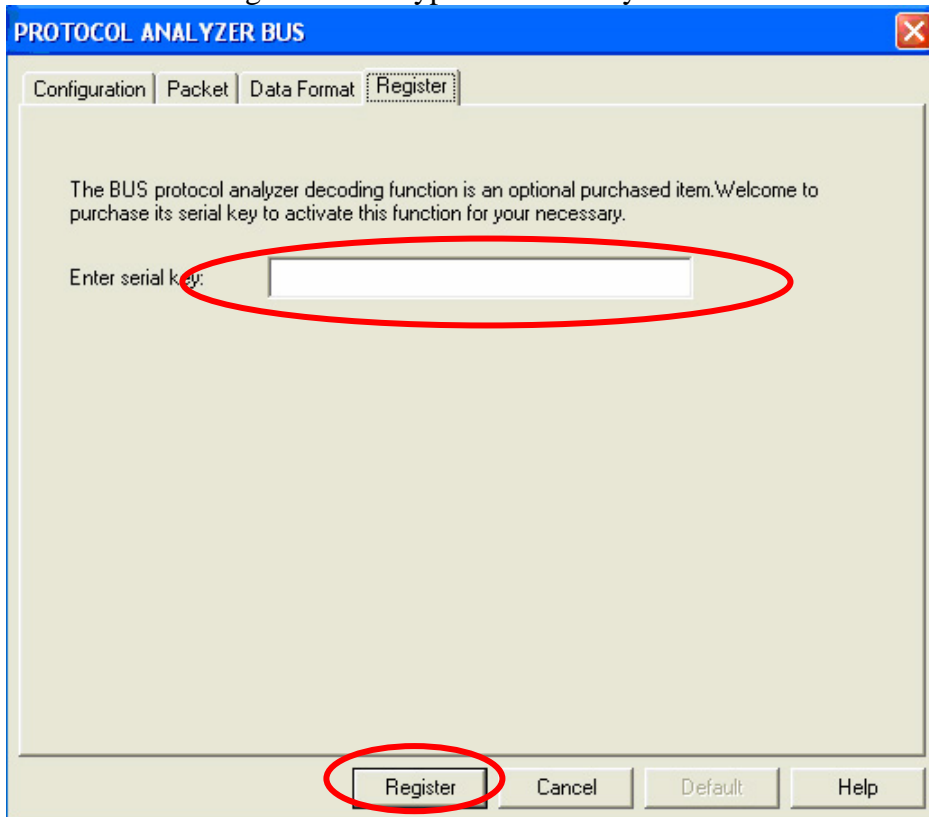 PROTOCOL ANALYZER BUS
Configuration Packet Data Format Register
The BUS protocol analyzer decoding function is an optional purchased item.Welcome to
purchase its serial key to activate this function for your necessary.
Enter serial key:
Register Cancel Default Help